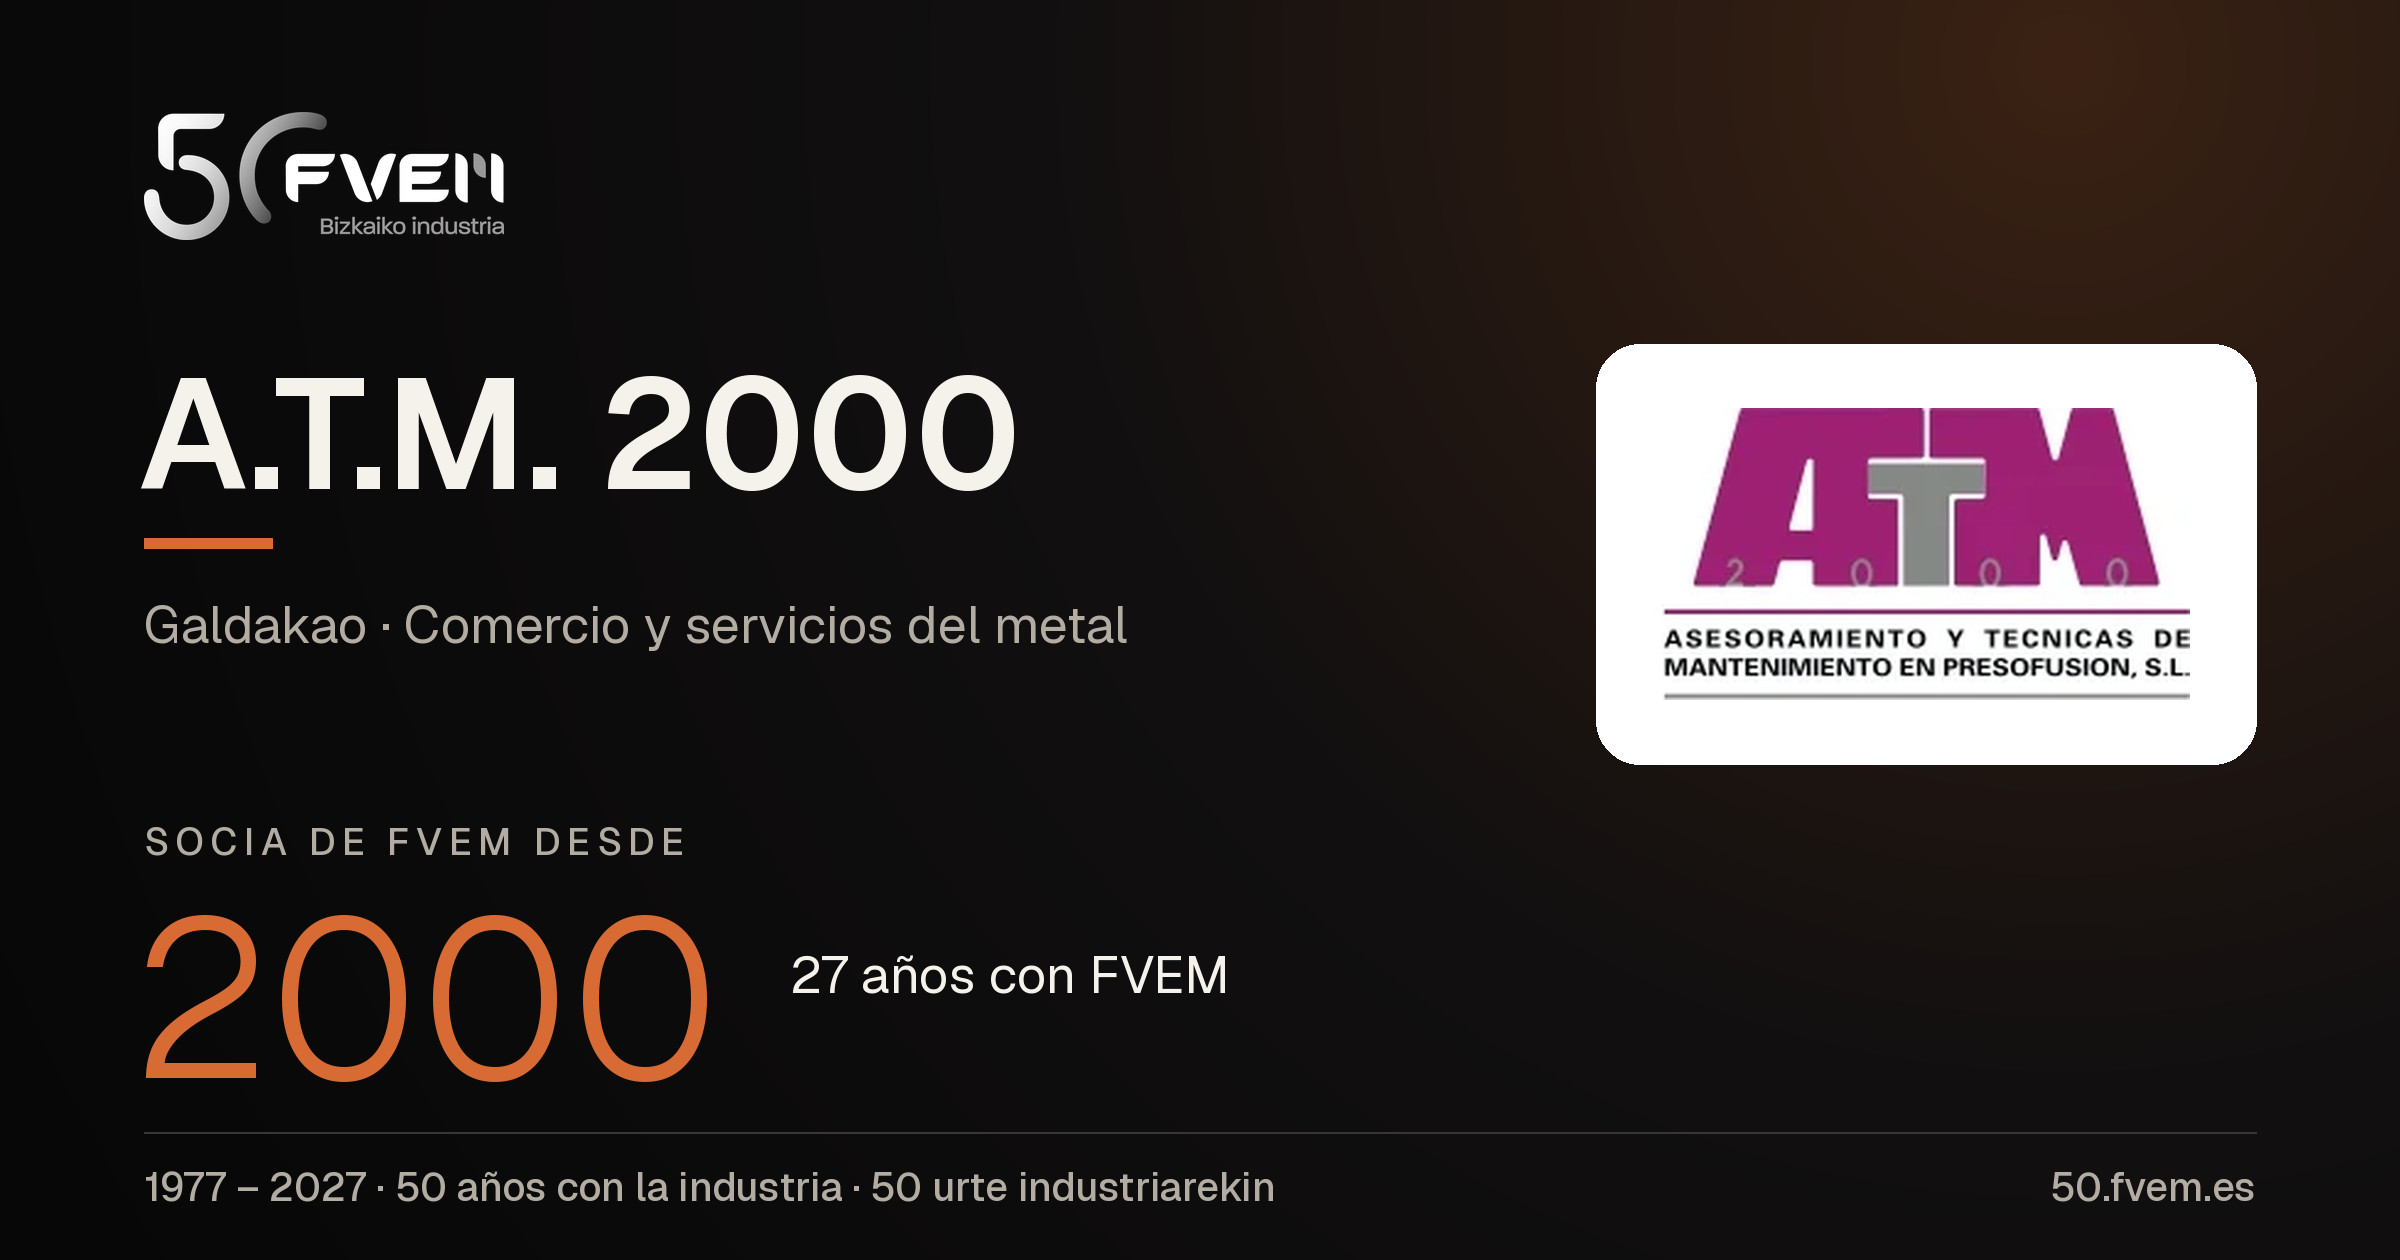 50 FVEM
Bizkaiko industria
A.T.M. 2000
Galdakao · Comercio y servicios del metal
ATM
2 0 0 0
ASESORAMIENTO Y TECNICAS DE
MANTENIMIENTO EN PRESOFUSION, S.L.
SOCIA DE FVEM DESDE
2000
27 años con FVEM
1977 – 2027 · 50 años con la industria · 50 urte industriarekin
50.fvem.es